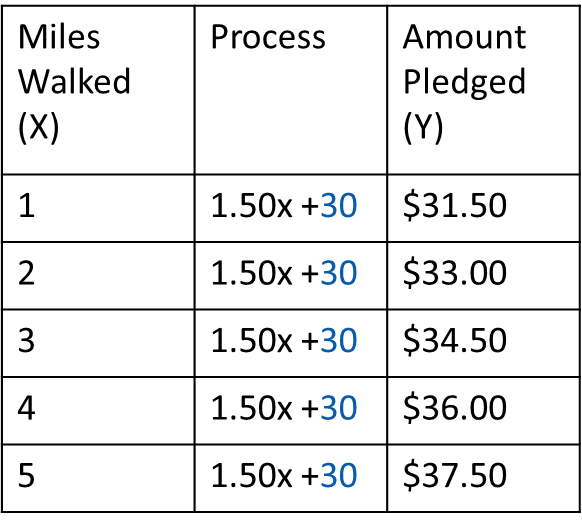 Miles Walked (X) Process Amount Pledged (Y)
1 1.50x +30 $31.50
2 1.50x +30 $33.00
3 1.50x +30 $34.50
4 1.50x +30 $36.00
5 1.50x +30 $37.50